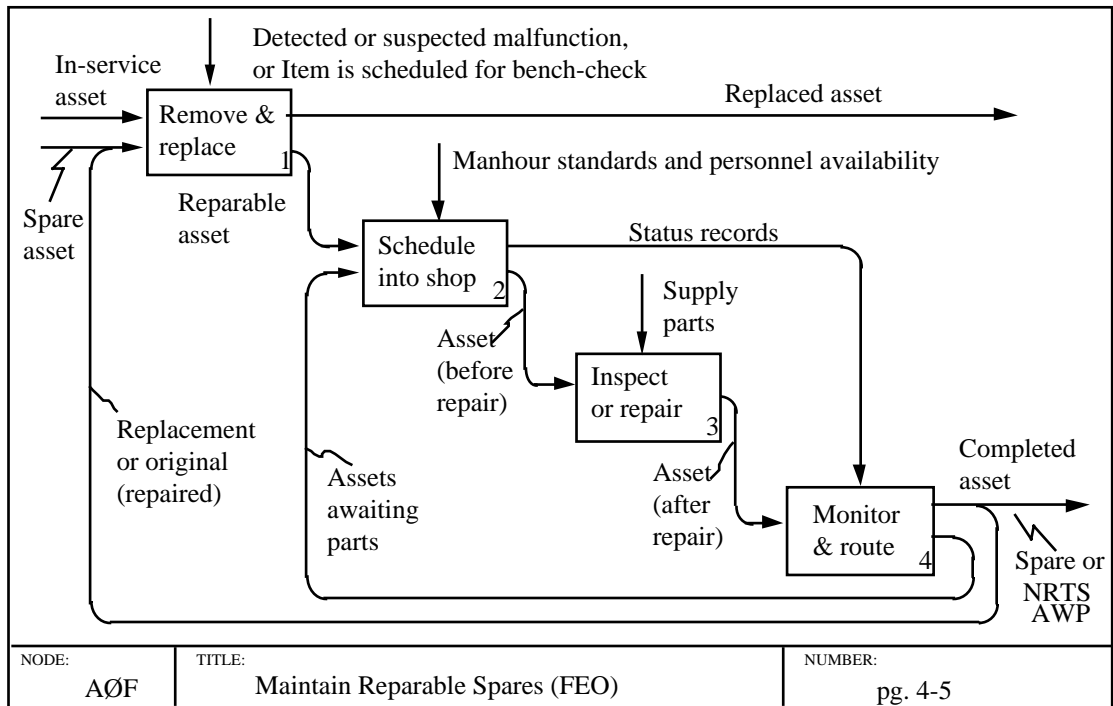 Detected or suspected malfunction,
or Item is scheduled for bench-check
In-service
asset
Remove &
replace
1
Replaced asset
Spare
asset
Reparable
asset
Manhour standards and personnel availability
Schedule
into shop
2
Status records
Supply
parts
Asset
(before
repair)
Inspect
or repair
3
Replacement
or original
(repaired)
Assets
awaiting
parts
Asset
(after
repair)
Completed
asset
Monitor
& route
4
Spare or
NRTS
AWP
NODE:
AØF
TITLE:
Maintain Reparable Spares (FEO)
NUMBER:
pg. 4-5